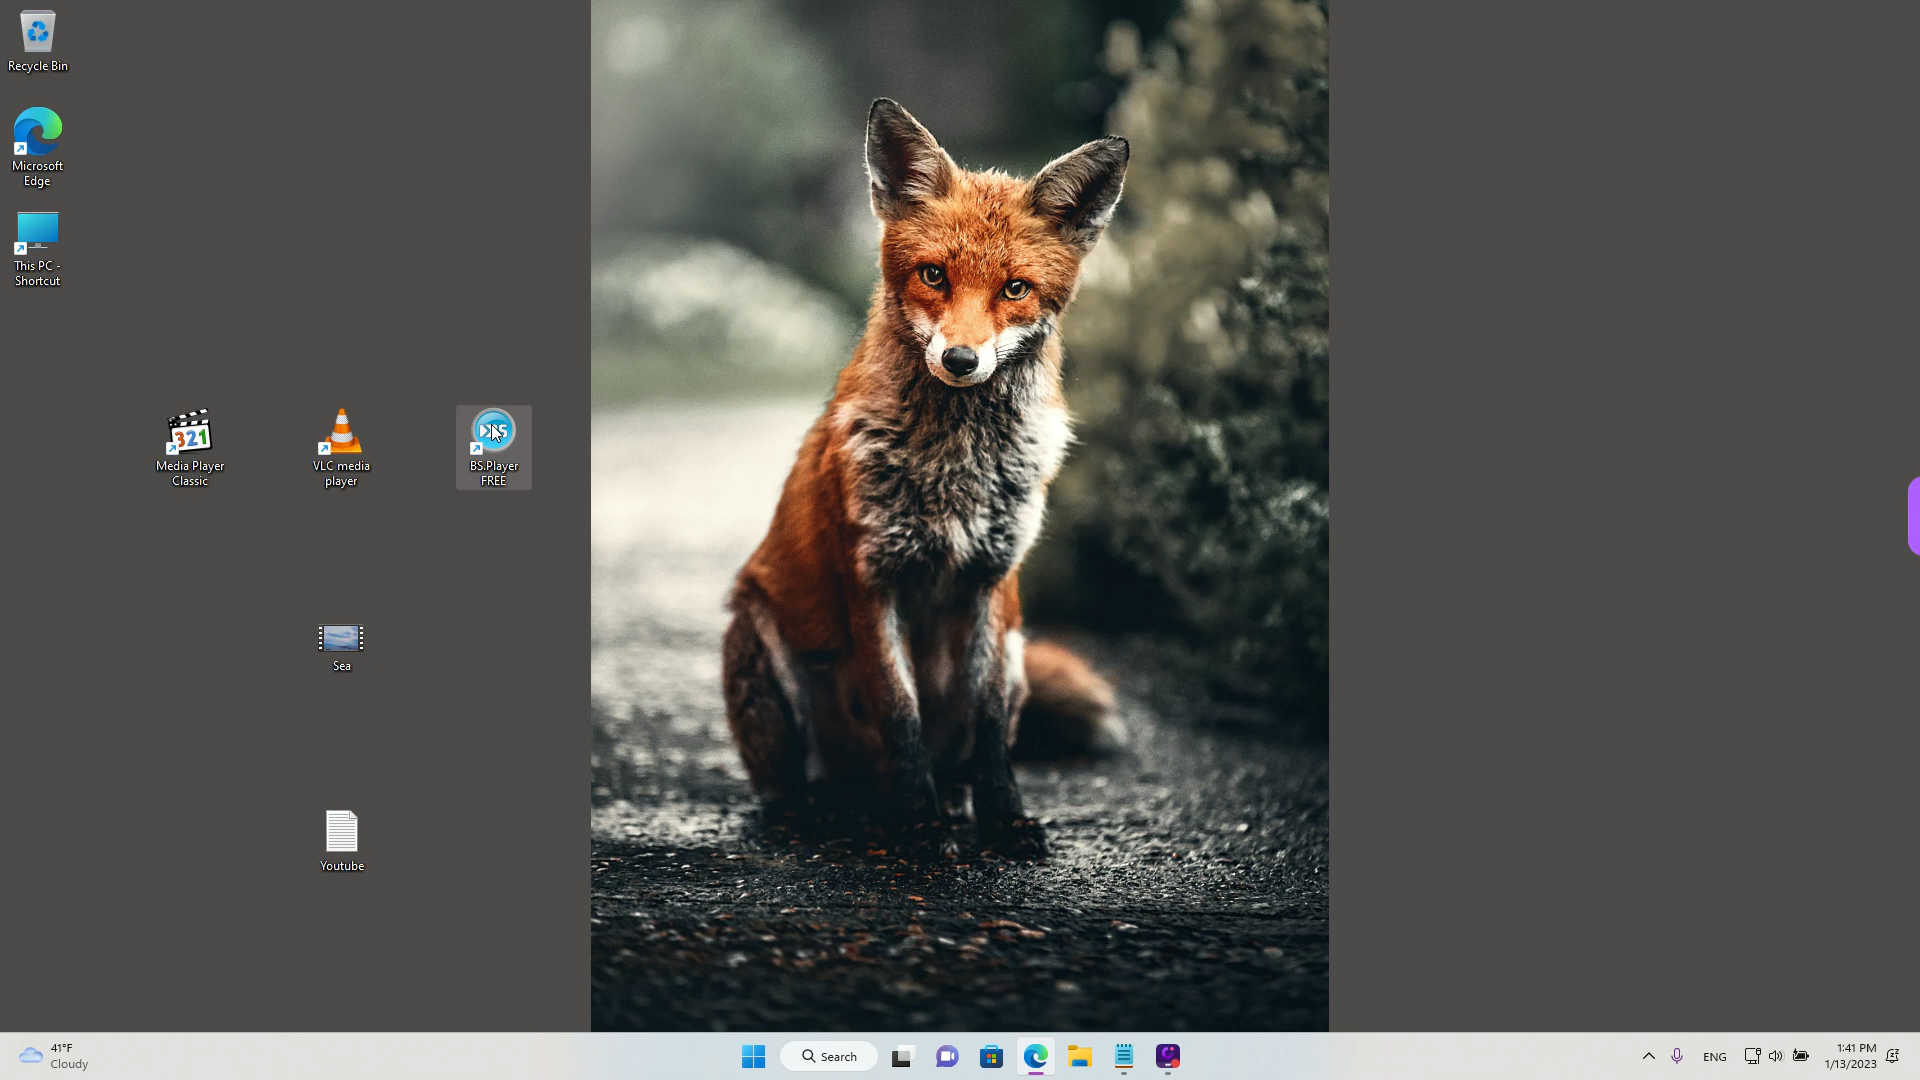 Recycle Bin
Microsoft
Edge
This PC -
Shortcut
321
Media Player
Classic
VLC media
player
BS.Player
FREE
Sea
Youtube
41°F
Cloudy
Search
ENG
1:41 PM
1/13/2023